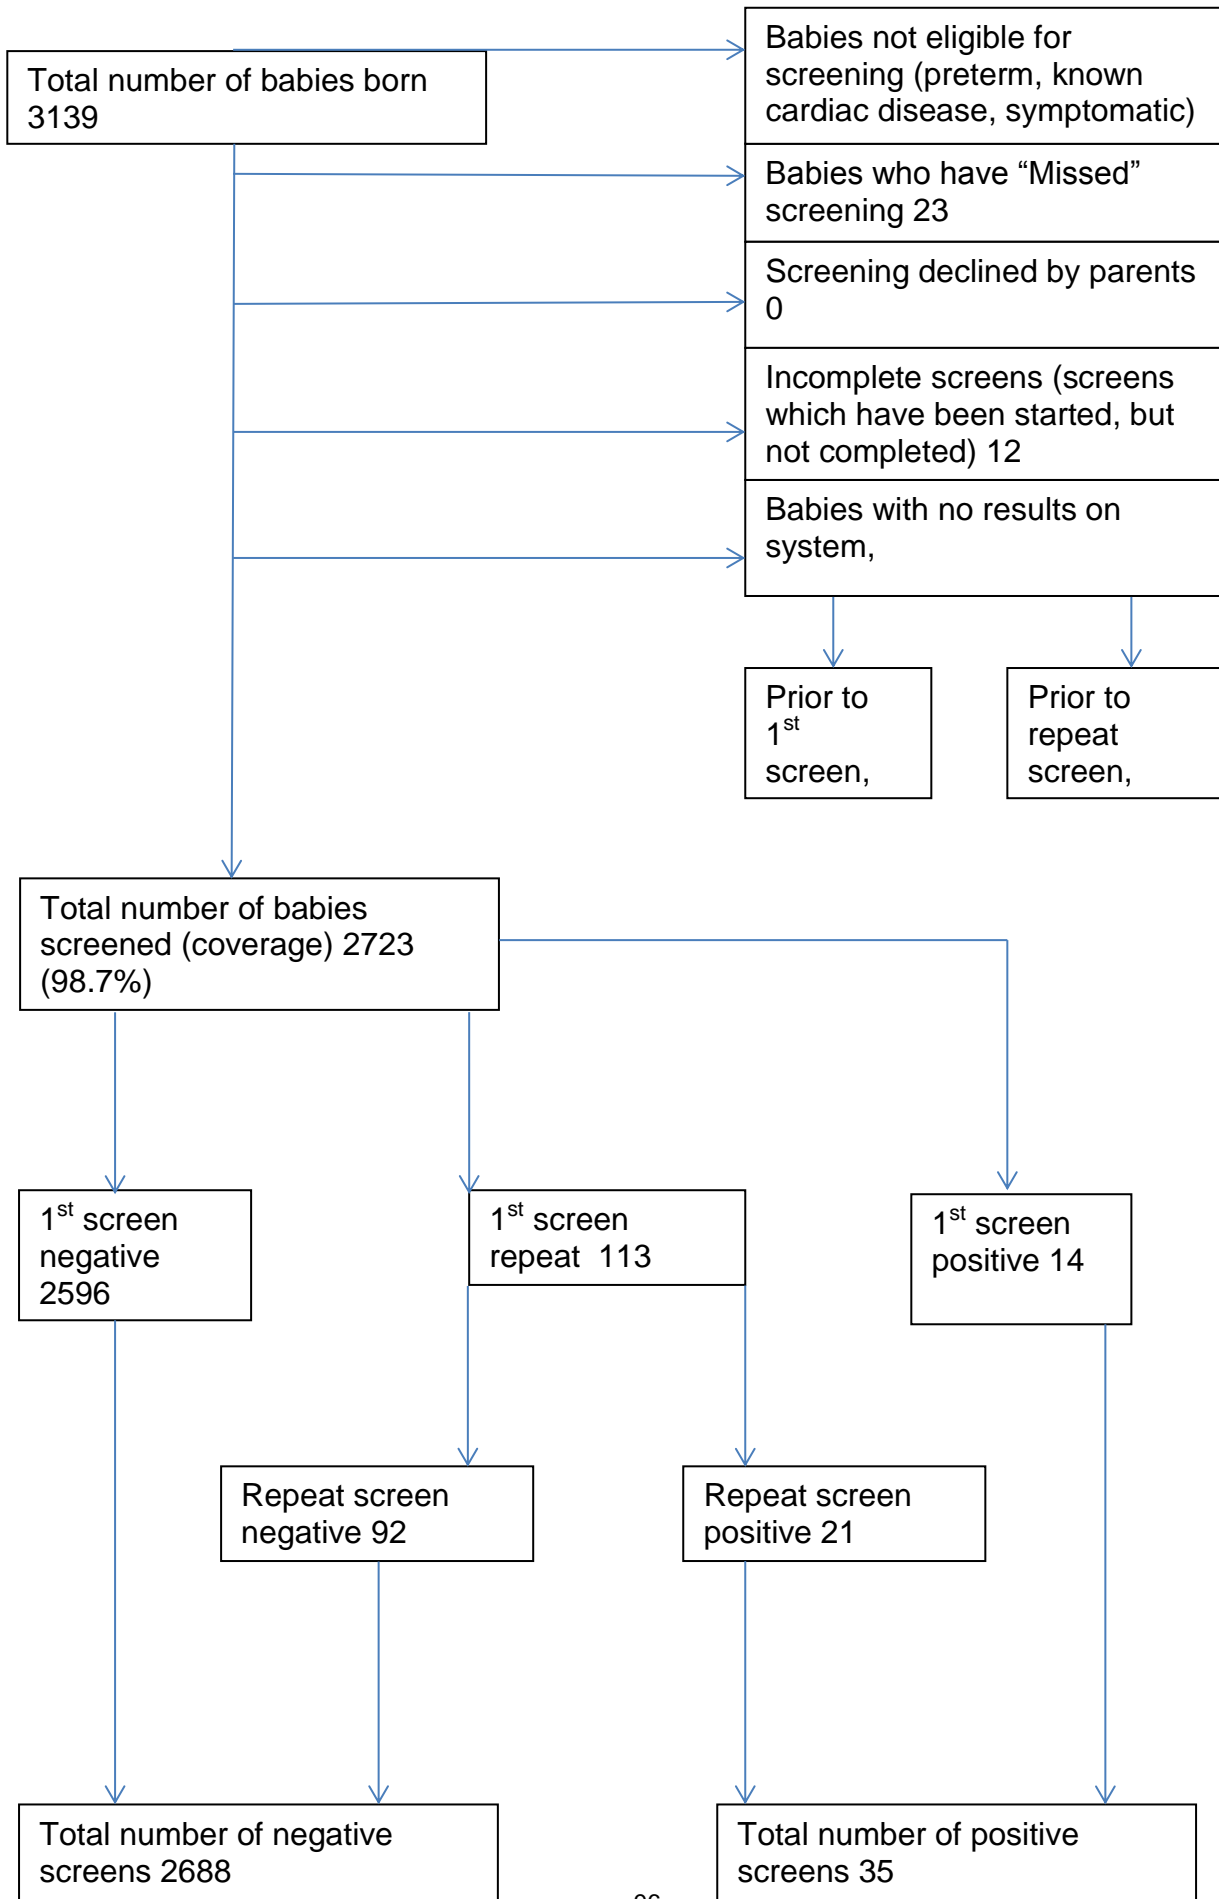 Babies not eligible for
screening (preterm, known
cardiac disease, symptomatic)
Total number of babies born
3139
Babies who have “Missed”
screening 23
Screening declined by parents
0
Incomplete screens (screens
which have been started, but
not completed) 12
Babies with no results on
system,
Prior to
1st
screen,
Prior to
repeat
screen,
Total number of babies
screened (coverage) 2723
(98.7%)
1st screen
negative
2596
1st screen
repeat 113
1st screen
positive 14
Repeat screen
negative 92
Repeat screen
positive 21
Total number of negative
screens 2688
Total number of positive
screens 35